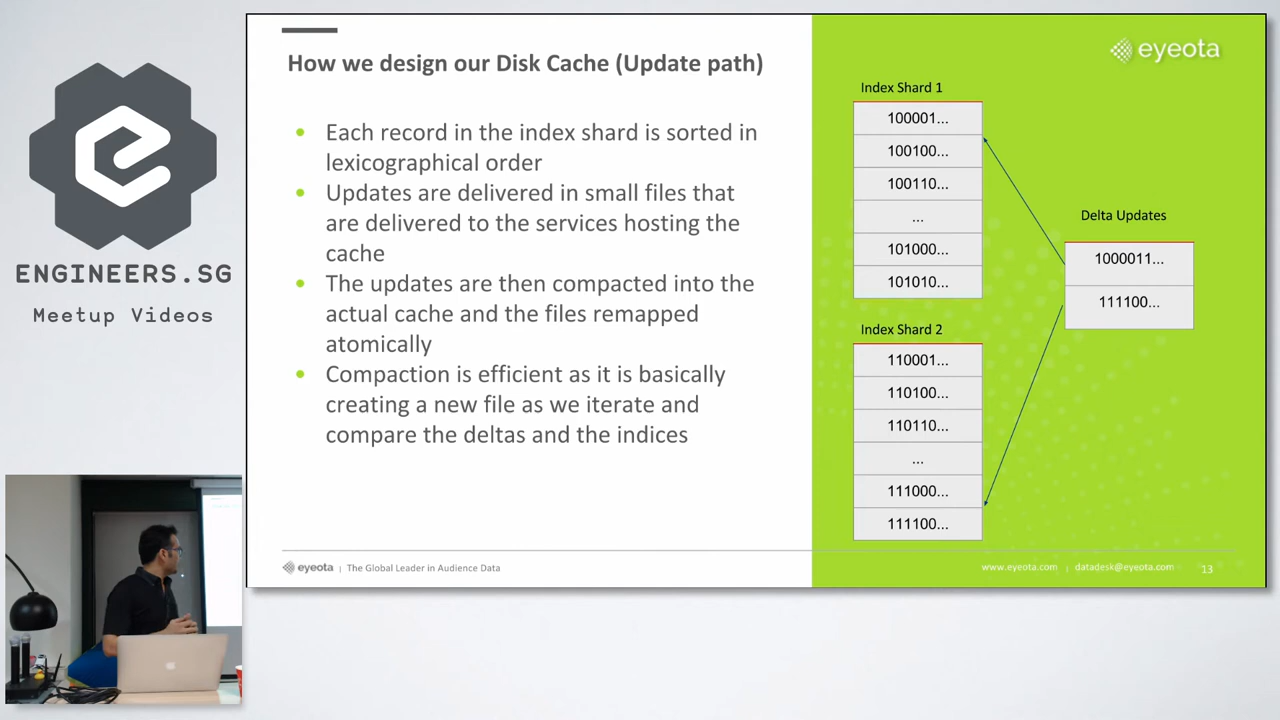 ENGINEERS.SG
Meetup Videos
How we design our Disk Cache (Update path)
• Each record in the index shard is sorted in
lexicographical order
• Updates are delivered in small files that
are delivered to the services hosting the
cache
• The updates are then compacted into the
actual cache and the files remapped
atomically
• Compaction is efficient as it is basically
creating a new file as we iterate and
compare the deltas and the indices
eyeota | The Global Leader in Audience Data
eyeota
Index Shard 1
100001...
100100...
100110...
...
101000...
101010...
Index Shard 2
110001...
110100...
110110...
...
111000...
111100...
Delta Updates
1000011...
111100...
www.eyeota.com | datadesk@eyeota.com 13